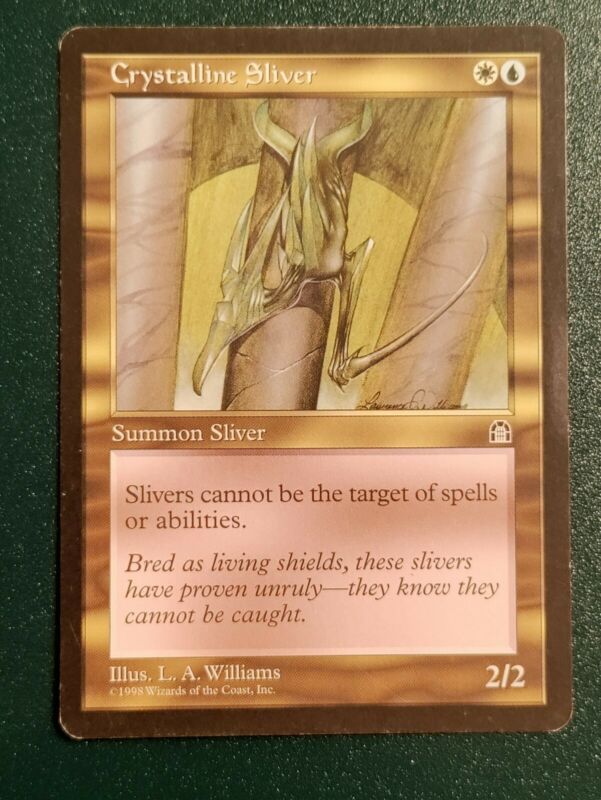 Crystalline Sliver
Summon Sliver
Slivers cannot be the target of spells
or abilities.
Bred as living shields, these slivers
have proven unruly—they know they
cannot be caught.
Illus. L. A. Williams
©1998 Wizards of the Coast, Inc.
2/2